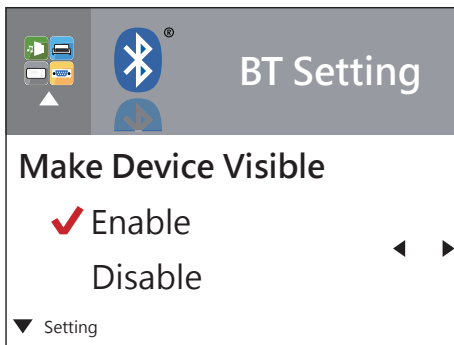 ®
BT Setting
Make Device Visible
Enable
Disable
Setting